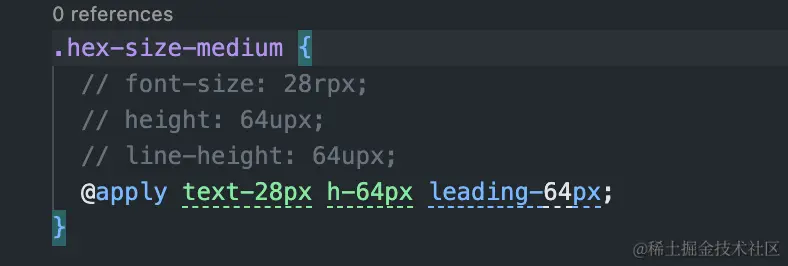 0 references
.hex-size-medium {
// font-size: 28rpx;
// height: 64upx;
// line-height: 64upx;
@apply text-28px h-64px leading-64px;
}
@稀土掘金技术社区